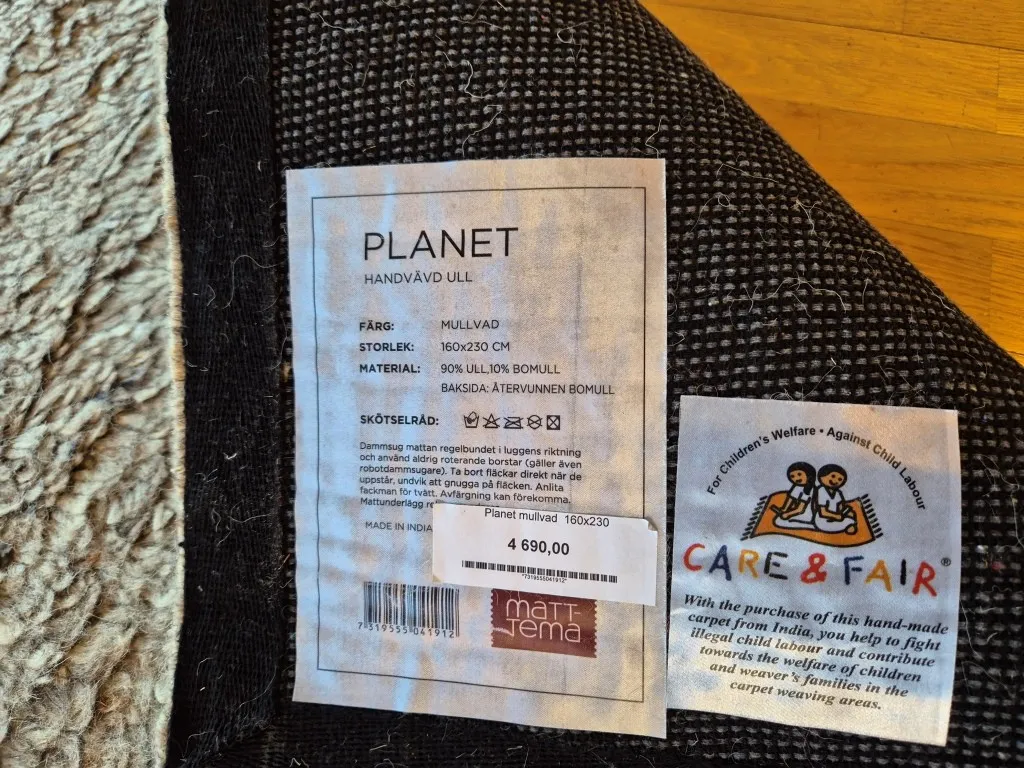 PLANET
HANDVÄVD ULL
FÄRG: MULLVAD
STORLEK: 160x230 CM
MATERIAL: 90% ULL,10% BOMULL
BAKSIDA: ÅTERVUNNEN BOMULL
SKÖTSELRÅD:
Dammsug mattan regelbundet i luggens riktning
och använd aldrig roterande borstar (gäller även
robotdammsugare). Ta bort fläckar direkt när de
uppstår, undvik att gnugga på fläcken. Anlita
fackman för tvätt. Avfärgning kan förekomma.
Mattunderlägg
MADE IN INDIA
Planet mullvad 160x230
4 690,00
*7319555041912*
7 319555 041912
MATT-
TEMA
For Children's Welfare • Against Child Labour
CARE & FAIR®
With the purchase of this hand-made
carpet from India, you help to fight
illegal child labour and contribute
towards the welfare of children
and weaver's families in the
carpet weaving areas.